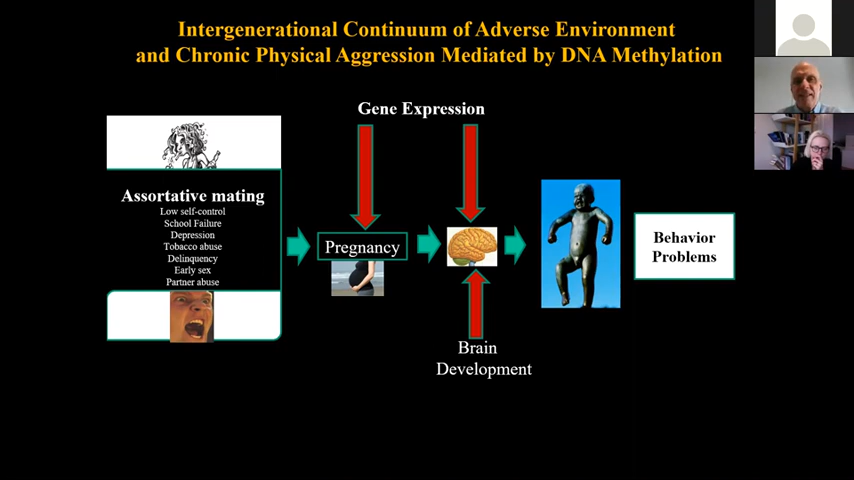 Intergenerational Continuum of Adverse Environment
and Chronic Physical Aggression Mediated by DNA Methylation
Gene Expression
Assortative mating
Low self-control
School Failure
Depression
Tobacco abuse
Delinquency
Early sex
Partner abuse
Pregnancy
Behavior
Problems
Brain
Development